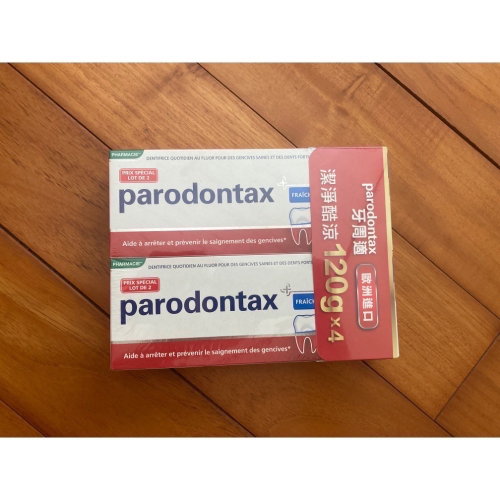 PHARMACIE
DENTIFRICE QUOTIDIEN AU FLUOR POUR DES GENCIVES SAINES ET DES DENTS FORTES
PRIX SPÉCIAL
LOT DE 2
parodontax
FRAÎCH
Aide à arrêter et prévenir le saignement des gencives*
PHARMACIE
DENTIFRICE QUOTIDIEN AU FLUOR POUR DES GENCIVES SAINES ET DES DENTS FORTES
PRIX SPÉCIAL
LOT DE 2
parodontax
FRAÎCH
Aide à arrêter et prévenir le saignement des gencives*
parodontax
牙周適
歐洲進口
潔淨酷涼
120g×4